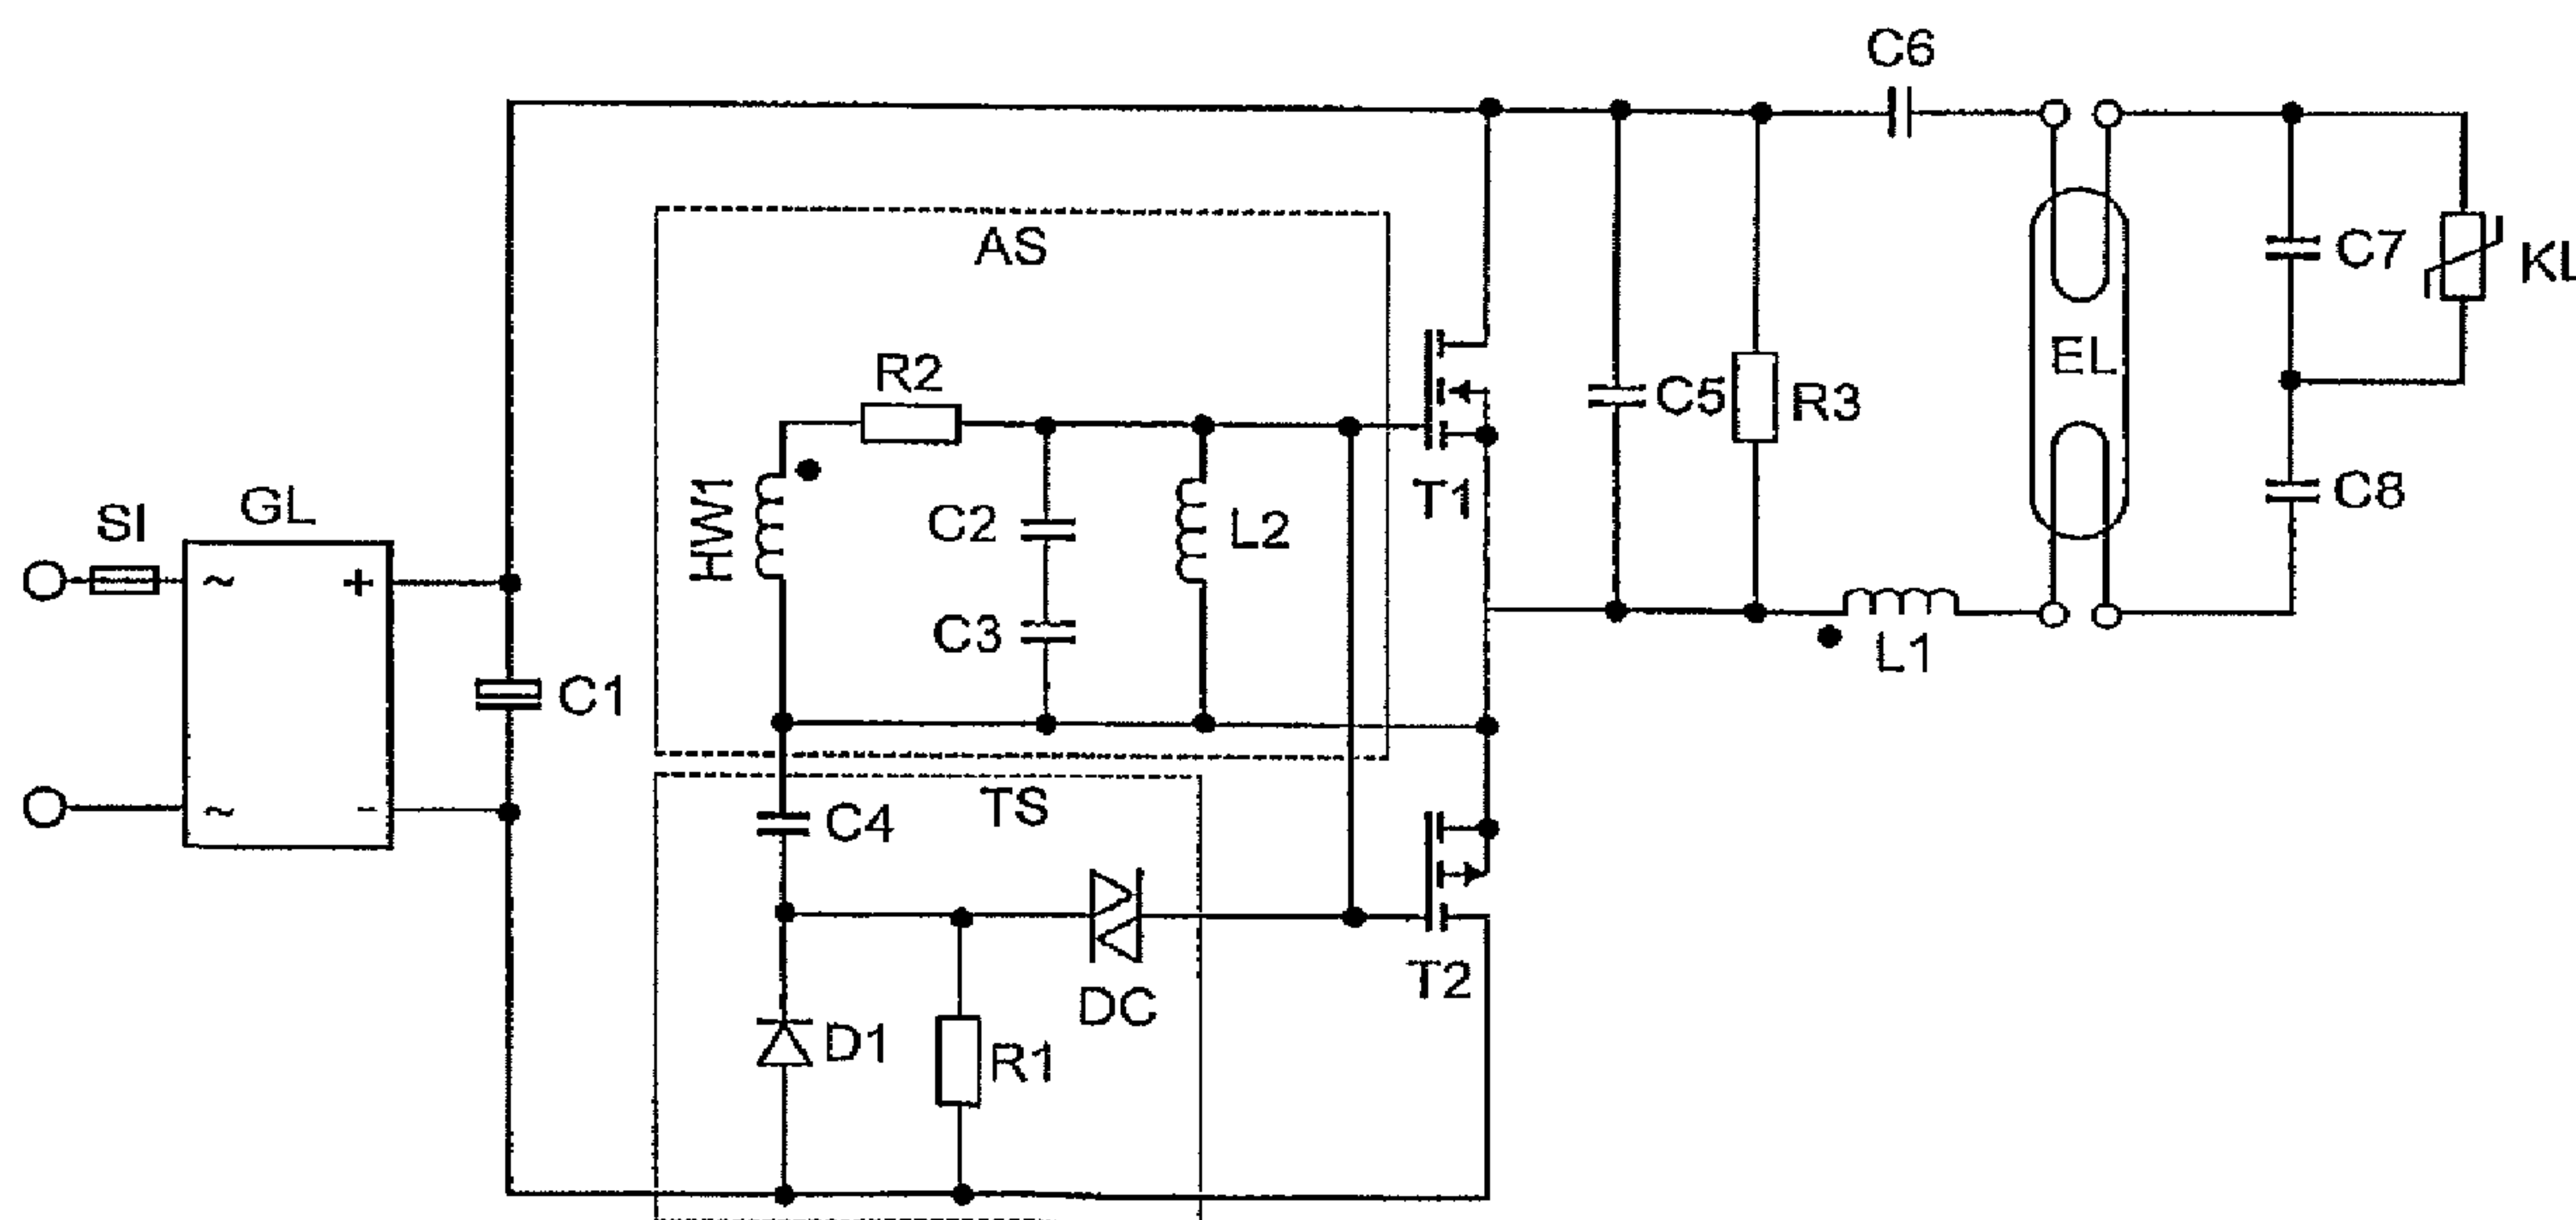 C6
AS
C7
KL
R2
EL
C5
R3
SI
GL
HW1
C2
L2
T1
C8
~
+
C3
L1
C1
~
-
TS
C4
T2
DC
D1
R1